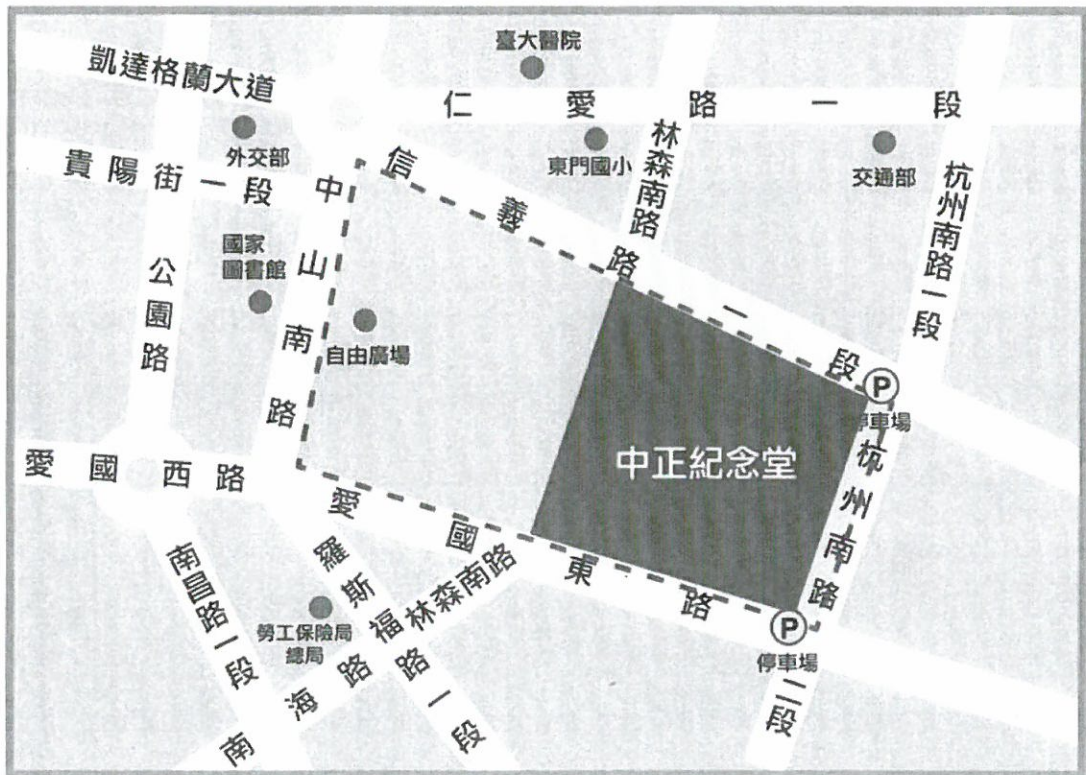 臺大醫院
凱達格蘭大道
仁愛路一段
外交部
東門國小
林森南路
交通部
杭州南路一段
貴陽街一段
中山南路
信義路一段
國家
圖書館
公園路
自由廣場
P
停車場
中正紀念堂
杭州南路二段
愛國西路
愛國東路
南昌路一段
羅斯福路一段
林森南路
勞工保險局
總局
P
停車場
南海路